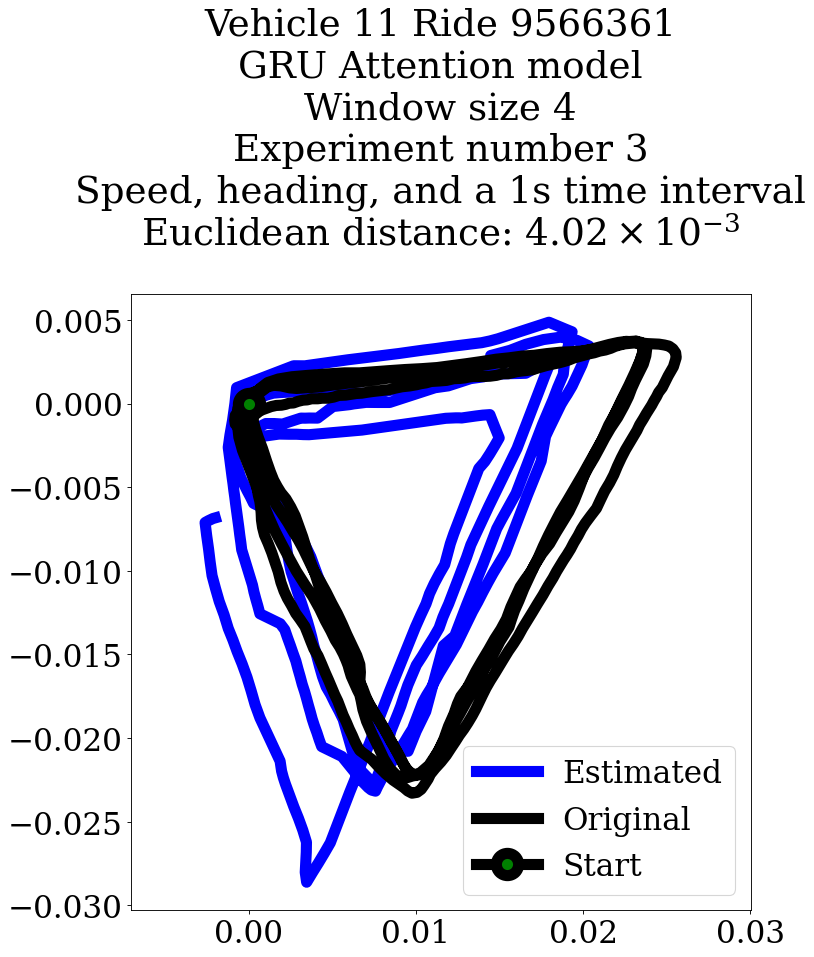 Vehicle 11 Ride 9566361
GRU Attention model
Window size 4
Experiment number 3
Speed, heading, and a 1s time interval
Euclidean distance: 4.02 × 10⁻³
0.005
0.000
−0.005
−0.010
−0.015
−0.020
−0.025
−0.030
Estimated
Original
Start
0.00 0.01 0.02 0.03